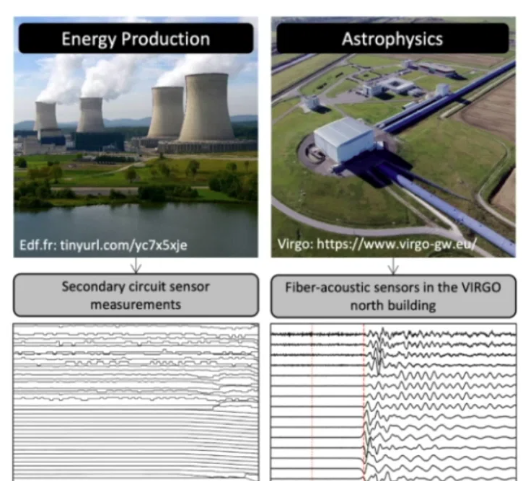 Energy Production
Astrophysics
Edf.fr: tinyurl.com/yc7x5xje
Virgo: https://www.virgo-gw.eu/
Secondary circuit sensor
measurements
Fiber-acoustic sensors in the VIRGO
north building